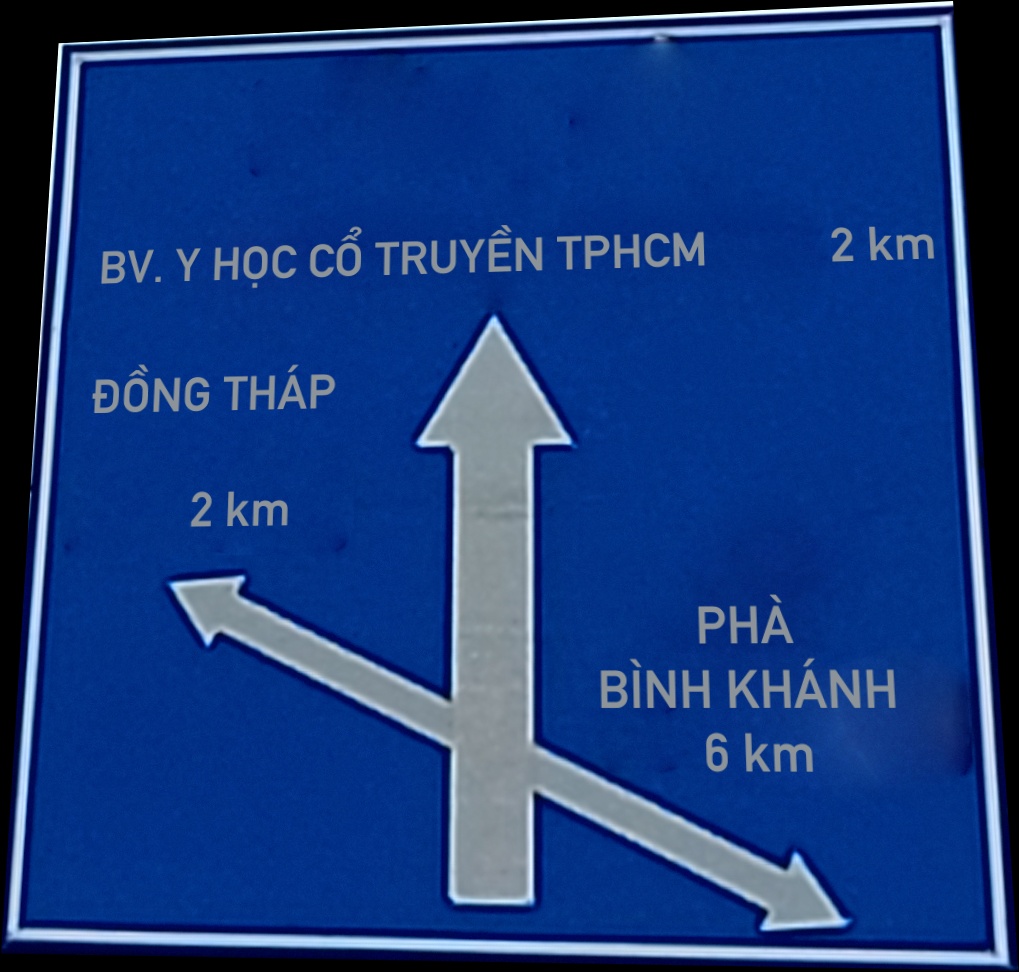 BV. Y HỌC CỔ TRUYỀN TPHCM 2 km
ĐỒNG THÁP
2 km
PHÀ
BÌNH KHÁNH
6 km